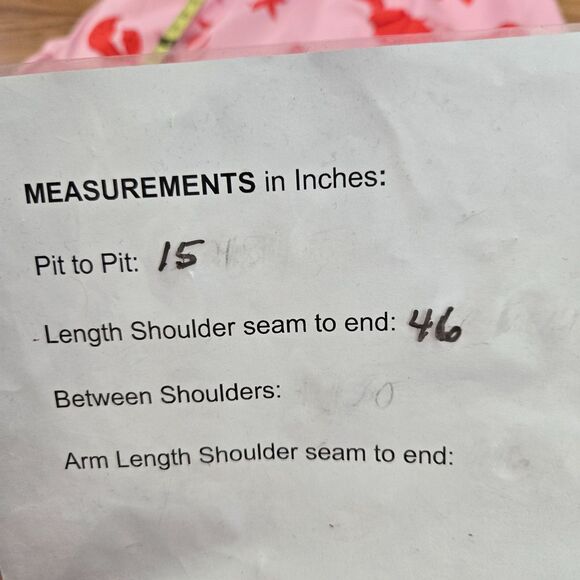 MEASUREMENTS in Inches:
Pit to Pit: 15
Length Shoulder seam to end: 46
Between Shoulders:
Arm Length Shoulder seam to end: